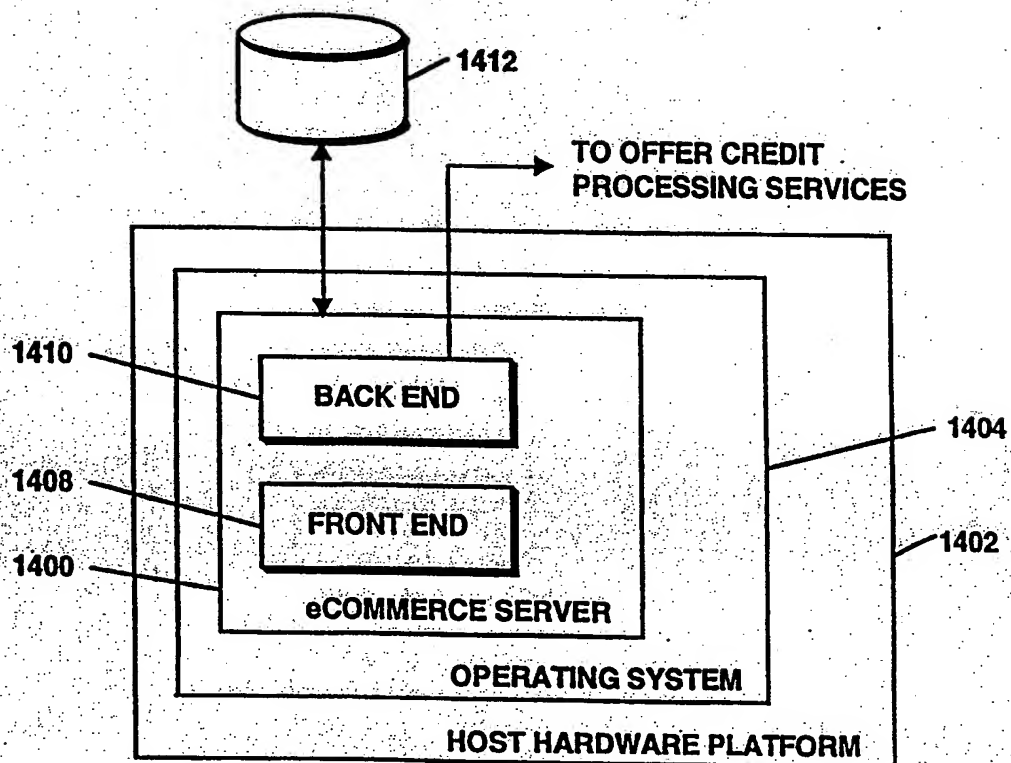 1412
TO OFFER CREDIT
PROCESSING SERVICES
1410
BACK END
1404
1408
FRONT END
1402
1400
eCOMMERCE SERVER
OPERATING SYSTEM
HOST HARDWARE PLATFORM